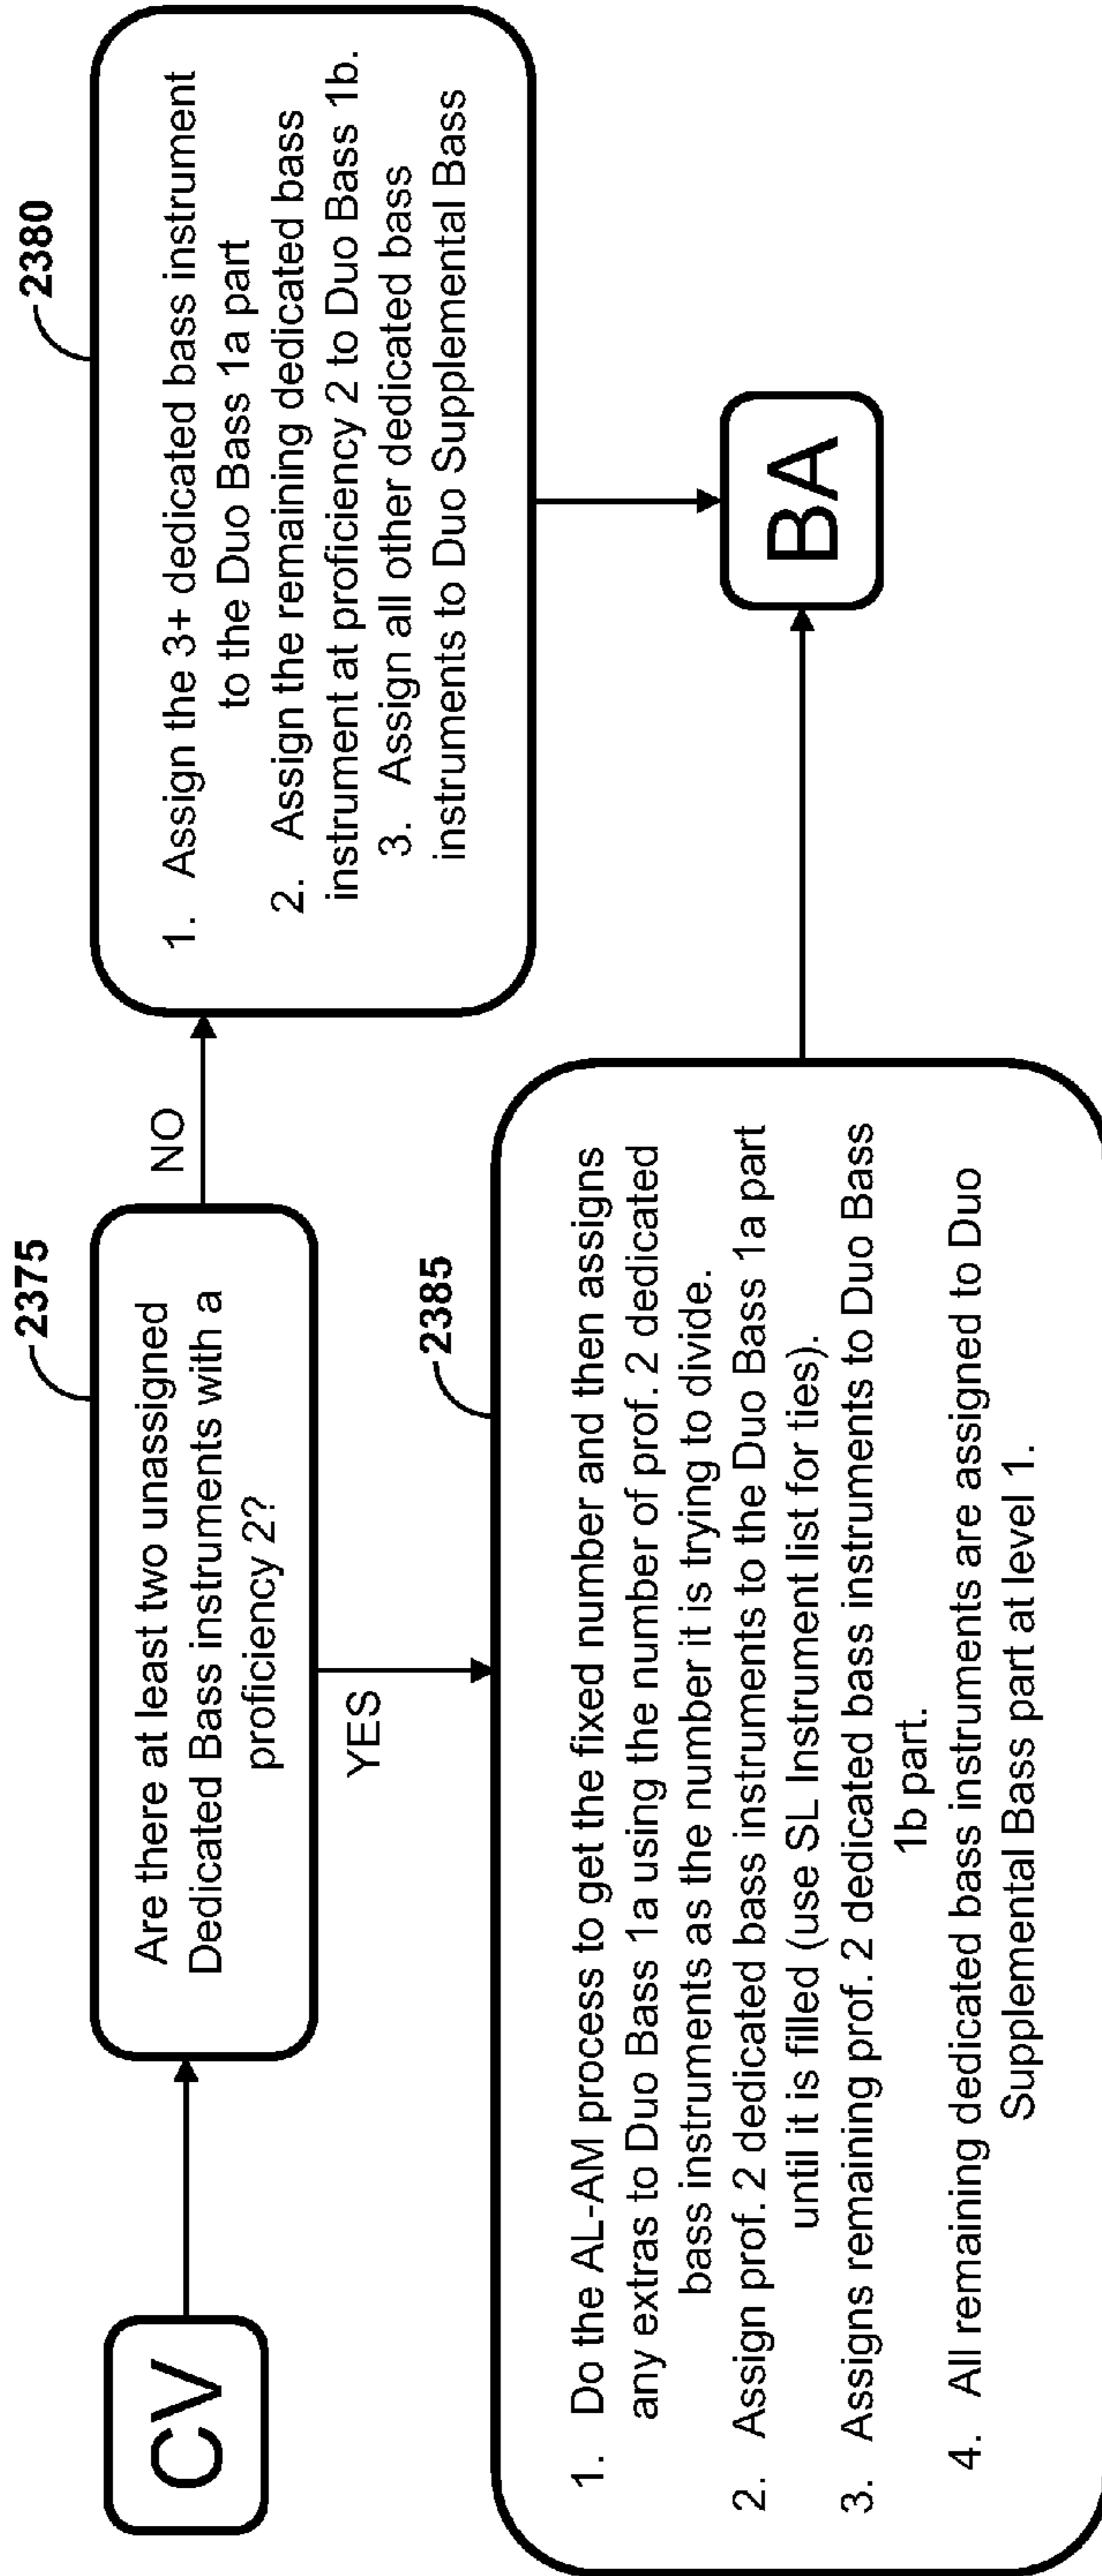 CV
2375
Are there at least two unassigned
Dedicated Bass instruments with a
proficiency 2?
NO
YES
2380
1. Assign the 3+ dedicated bass instrument
to the Duo Bass 1a part
2. Assign the remaining dedicated bass
instrument at proficiency 2 to Duo Bass 1b.
3. Assign all other dedicated bass
instruments to Duo Supplemental Bass
2385
1. Do the AL-AM process to get the fixed number and then assigns
any extras to Duo Bass 1a using the number of prof. 2 dedicated
bass instruments as the number it is trying to divide.
2. Assign prof. 2 dedicated bass instruments to the Duo Bass 1a part
until it is filled (use SL Instrument list for ties).
3. Assigns remaining prof. 2 dedicated bass instruments to Duo Bass
1b part.
4. All remaining dedicated bass instruments are assigned to Duo
Supplemental Bass part at level 1.
BA